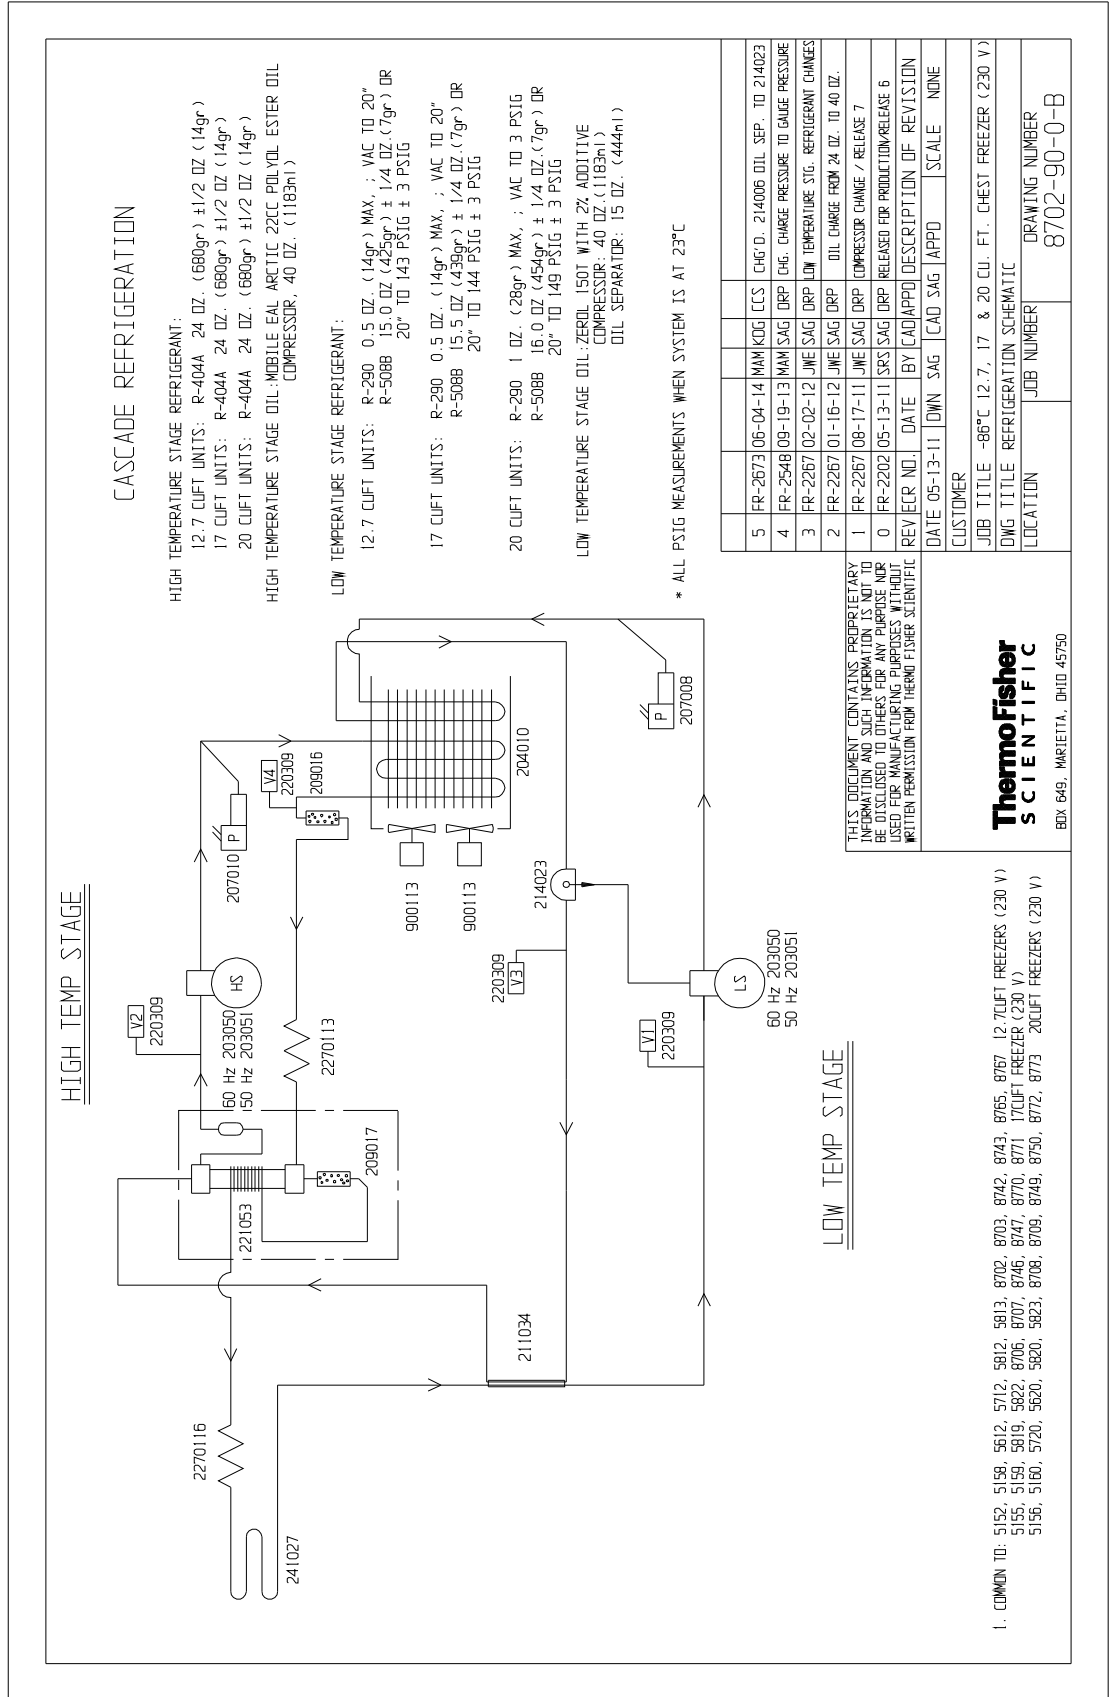 HIGH TEMP STAGE
CASCADE REFRIGERATION
HIGH TEMPERATURE STAGE REFRIGERANT:
12.7 CUFT UNITS: R-404A 24 OZ. (680gr) ±1/2 OZ (14gr)
17 CUFT UNITS: R-404A 24 OZ. (680gr) ±1/2 OZ (14gr)
20 CUFT UNITS: R-404A 24 OZ. (680gr) ±1/2 OZ (14gr)
HIGH TEMPERATURE STAGE OIL:MOBILE EAL ARCTIC 22CC POLYOL ESTER OIL
COMPRESSOR, 40 OZ. (1183ml)
LOW TEMPERATURE STAGE REFRIGERANT:
12.7 CUFT UNITS: R-290 0.5 OZ. (14gr) MAX, ; VAC TO 20"
R-508B 15.0 OZ (425gr) ± 1/4 OZ.(7gr) OR
20" TO 143 PSIG ± 3 PSIG
17 CUFT UNITS: R-290 0.5 OZ. (14gr) MAX, ; VAC TO 20"
R-508B 15.5 OZ (439gr) ± 1/4 OZ.(7gr) OR
20" TO 144 PSIG ± 3 PSIG
20 CUFT UNITS: R-290 1 OZ. (28gr) MAX, ; VAC TO 3 PSIG
R-508B 16.0 OZ (454gr) ± 1/4 OZ.(7gr) OR
20" TO 149 PSIG ± 3 PSIG
LOW TEMPERATURE STAGE OIL:ZEROL 150T WITH 2% ADDITIVE
COMPRESSOR: 40 OZ.(1183ml)
OIL SEPARATOR: 15 OZ. (444ml)
* ALL PSIG MEASUREMENTS WHEN SYSTEM IS AT 23°C
V2
220309
HS
60 Hz 203050
50 Hz 203051
P
207010
V4
220309
209016
2270113
209017
221053
2270116
241027
204010
900113
900113
214023
V3
220309
211034
P
207008
V1
220309
LS
60 Hz 203050
50 Hz 203051
LOW TEMP STAGE
1. COMMON TO: 5152, 5158, 5612, 5712, 5812, 5813, 8702, 8703, 8742, 8743, 8765, 8767 12.7CUFT FREEZERS (230 V)
5155, 5159, 5819, 5822, 8706, 8707, 8746, 8747, 8770, 8771 17CUFT FREEZER (230 V)
5156, 5160, 5720, 5620, 5820, 5823, 8708, 8709, 8749, 8750, 8772, 8773 20CUFT FREEZERS (230 V)
THIS DOCUMENT CONTAINS PROPRIETARY
INFORMATION AND SUCH INFORMATION IS NOT TO
BE DISCLOSED TO OTHERS FOR ANY PURPOSE NOR
USED FOR MANUFACTURING PURPOSES WITHOUT
WRITTEN PERMISSION FROM THERMO FISHER SCIENTIFIC
ThermoFisher
SCIENTIFIC
BOX 649, MARIETTA, OHIO 45750
5 FR-2673 06-04-14 MAM KDG CCS CHG'D. 214006 OIL SEP. TO 214023
4 FR-2548 09-19-13 MAM SAG DRP CHG. CHARGE PRESSURE TO GAUGE PRESSURE
3 FR-2267 02-02-12 JWE SAG DRP LOW TEMPERATURE STG. REFRIGERANT CHANGES
2 FR-2267 01-16-12 JWE SAG DRP OIL CHARGE FROM 24 OZ. TO 40 OZ.
1 FR-2267 08-17-11 JWE SAG DRP COMPRESSOR CHANGE / RELEASE 7
0 FR-2202 05-13-11 SRS SAG DRP RELEASED FOR PRODUCTION/RELEASE 6
REV ECR NO. DATE BY CAD APPD DESCRIPTION OF REVISION
DATE 05-13-11 DWN SAG CAD SAG APPD SCALE NONE
CUSTOMER
JOB TITLE -86°C 12.7, 17 & 20 CU. FT. CHEST FREEZER (230 V)
DWG TITLE REFRIGERATION SCHEMATIC
LOCATION JOB NUMBER DRAWING NUMBER
8702-90-0-B